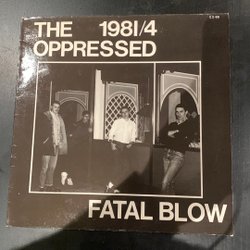 THE 1981/4
OPPRESSED
FATAL BLOW